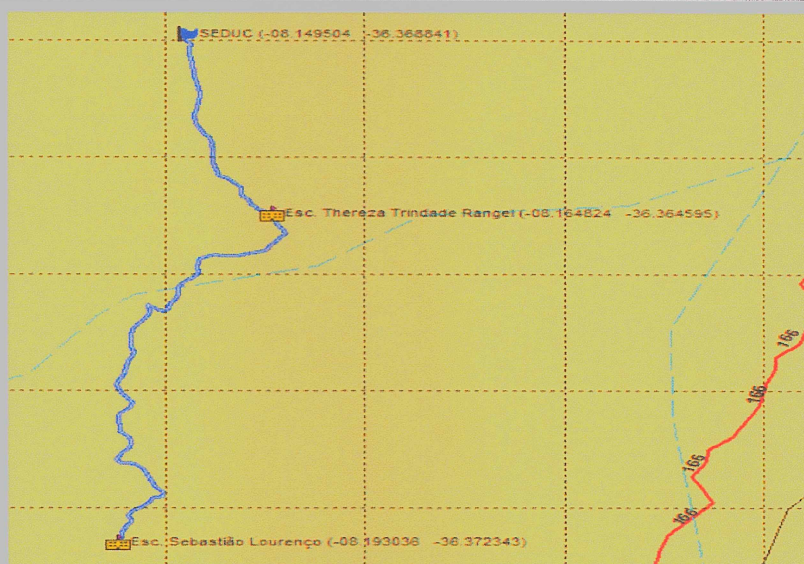 SEDUC (-08.149504 -36.368841)
Esc. Thereza Trindade Rangel (-08.164824 -36.364595)
166
166
166
166
Esc. Sebastião Lourenço (-08.193036 -36.372343)